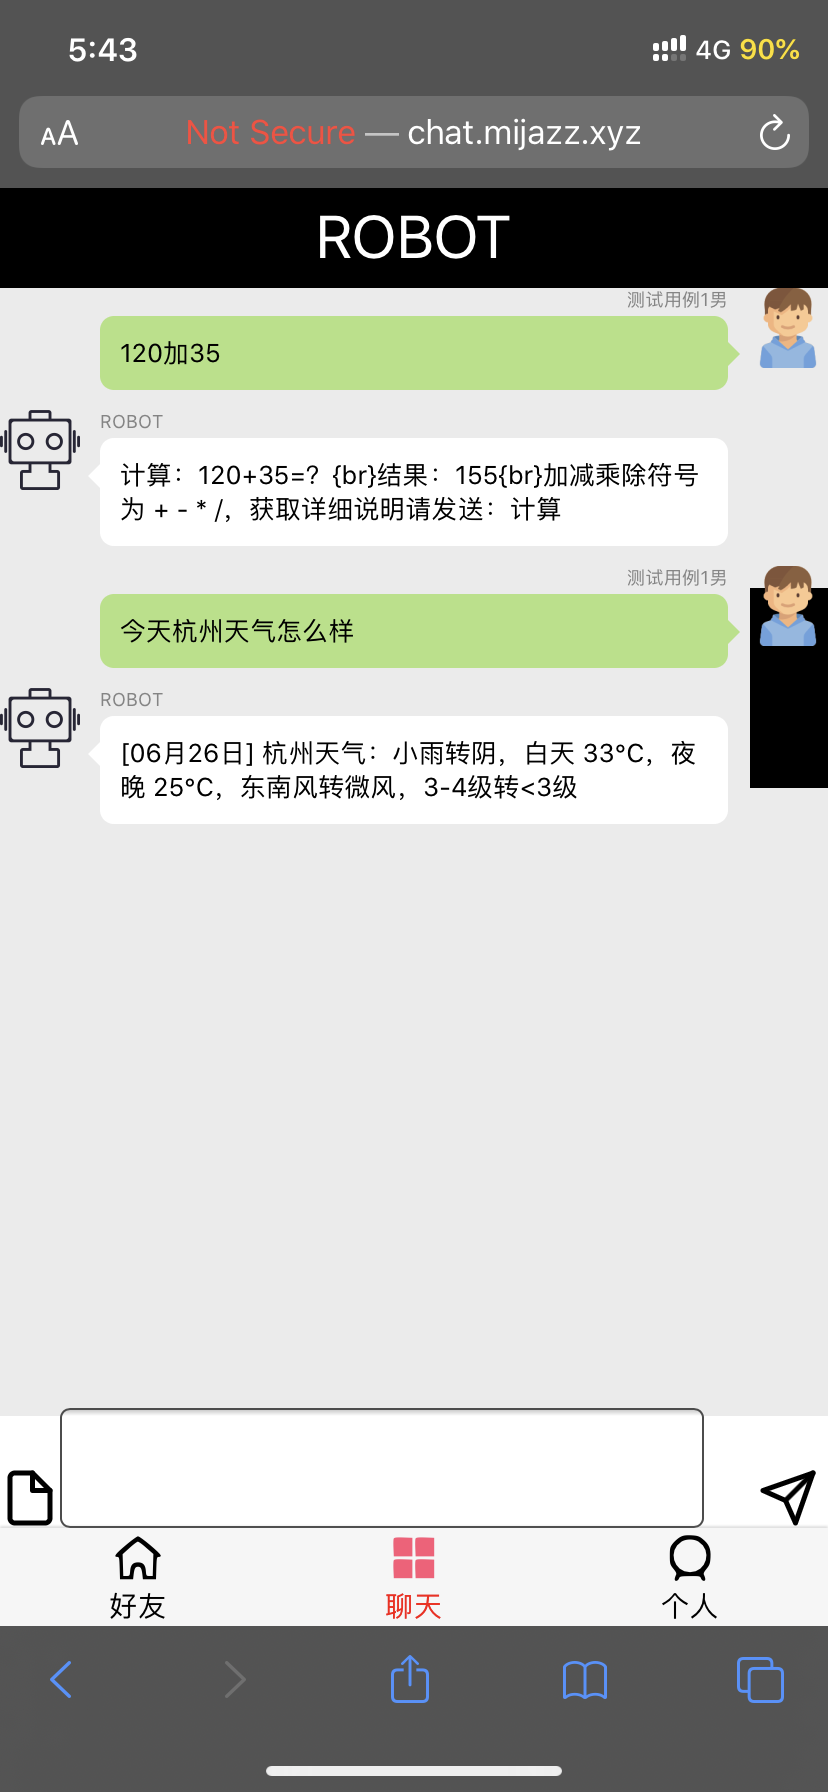 5:43
4G 90%
AA Not Secure — chat.mijazz.xyz
ROBOT
测试用例1男
120加35
ROBOT
计算：120+35=?{br}结果：155{br}加减乘除符号
为 + - * /，获取详细说明请发送：计算
测试用例1男
今天杭州天气怎么样
ROBOT
[06月26日] 杭州天气：小雨转阴，白天 33°C，夜
晚 25°C，东南风转微风，3-4级转<3级
好友 聊天 个人